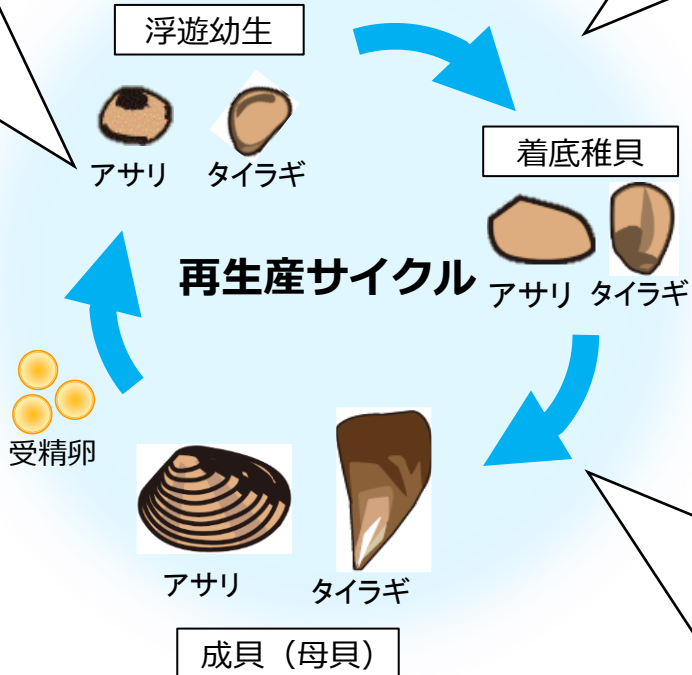 浮遊幼生
アサリ
タイラギ
着底稚貝
アサリ
タイラギ
再生産サイクル
受精卵
アサリ
タイラギ
成貝（母貝）